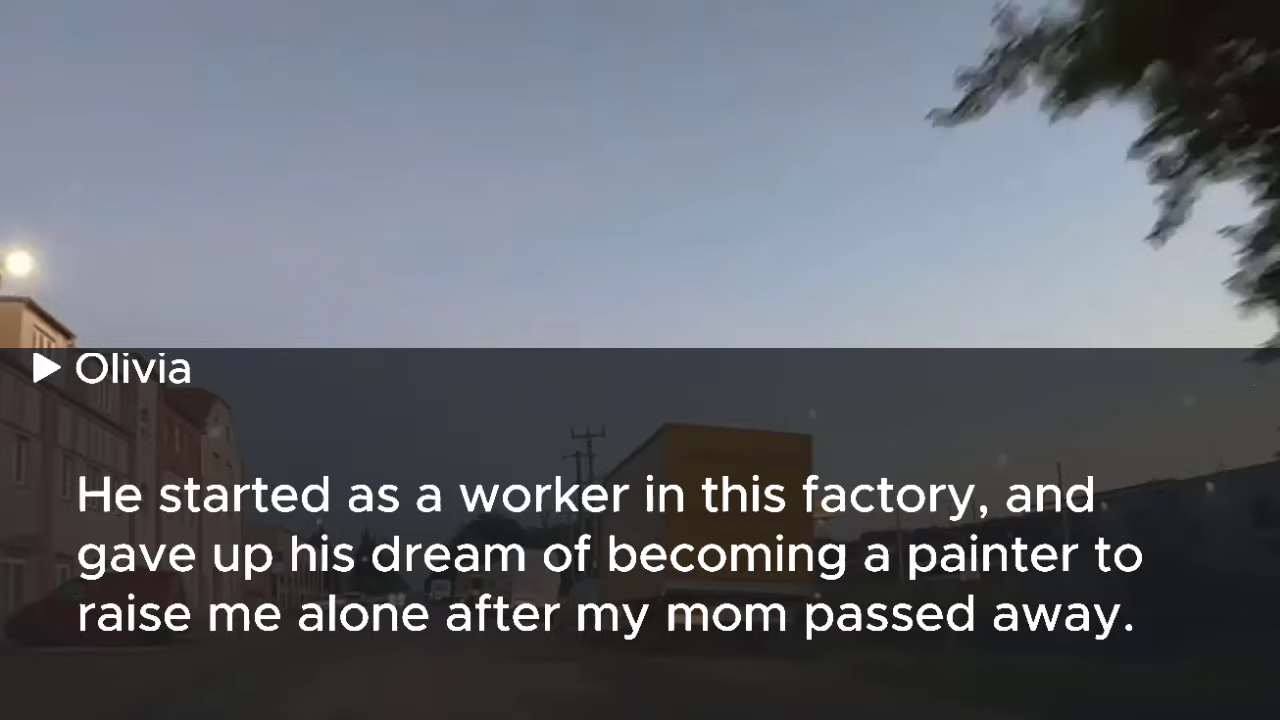 Olivia
He started as a worker in this factory, and
gave up his dream of becoming a painter to
raise me alone after my mom passed away.